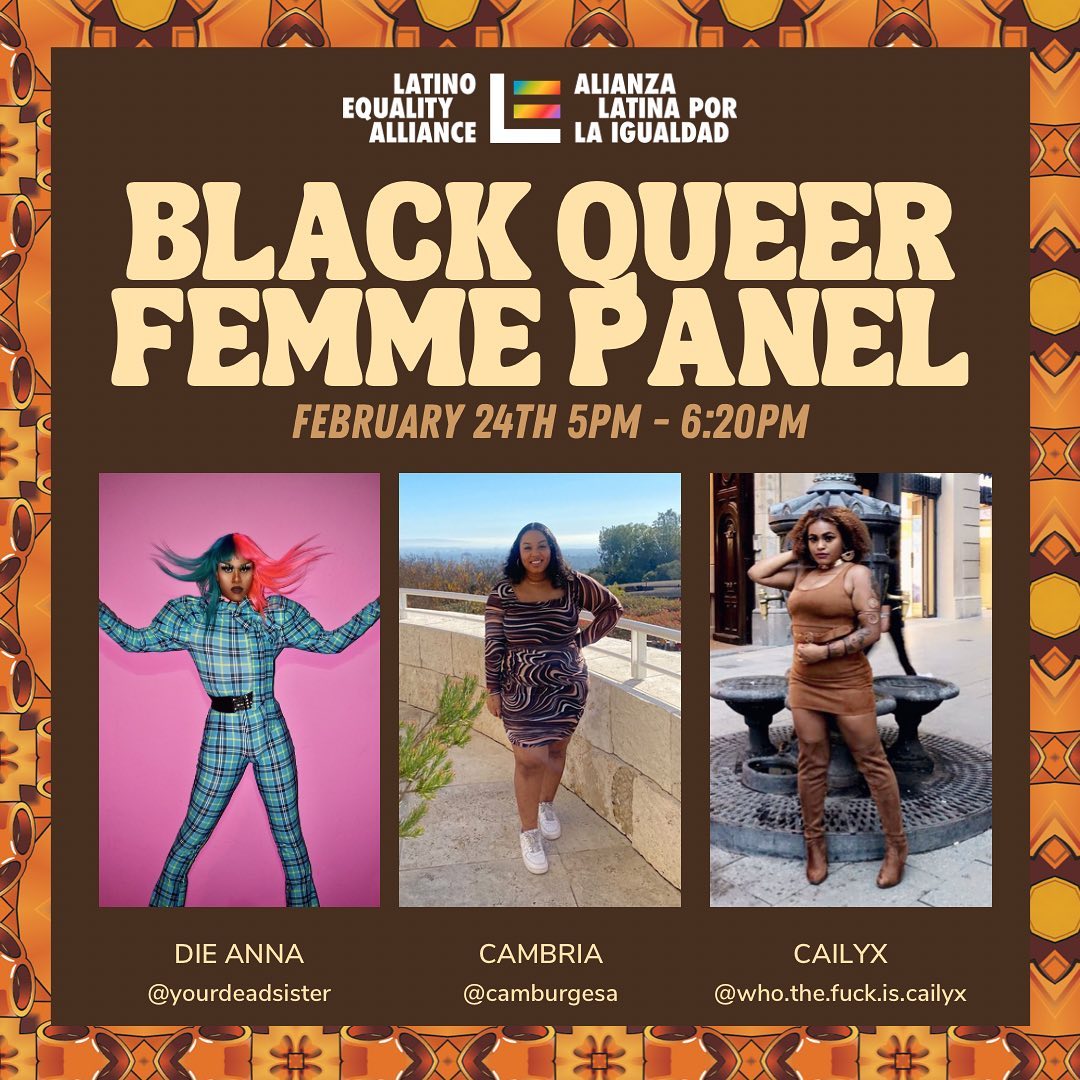 LATINO
EQUALITY
ALLIANCE
LE
ALIANZA
LATINA POR
LA IGUALDAD
BLACK QUEER
FEMME PANEL
FEBRUARY 24TH 5PM - 6:20PM
DIE ANNA
@yourdeadsister
CAMBRIA
@camburgesa
CAILYX
@who.the.fuck.is.cailyx